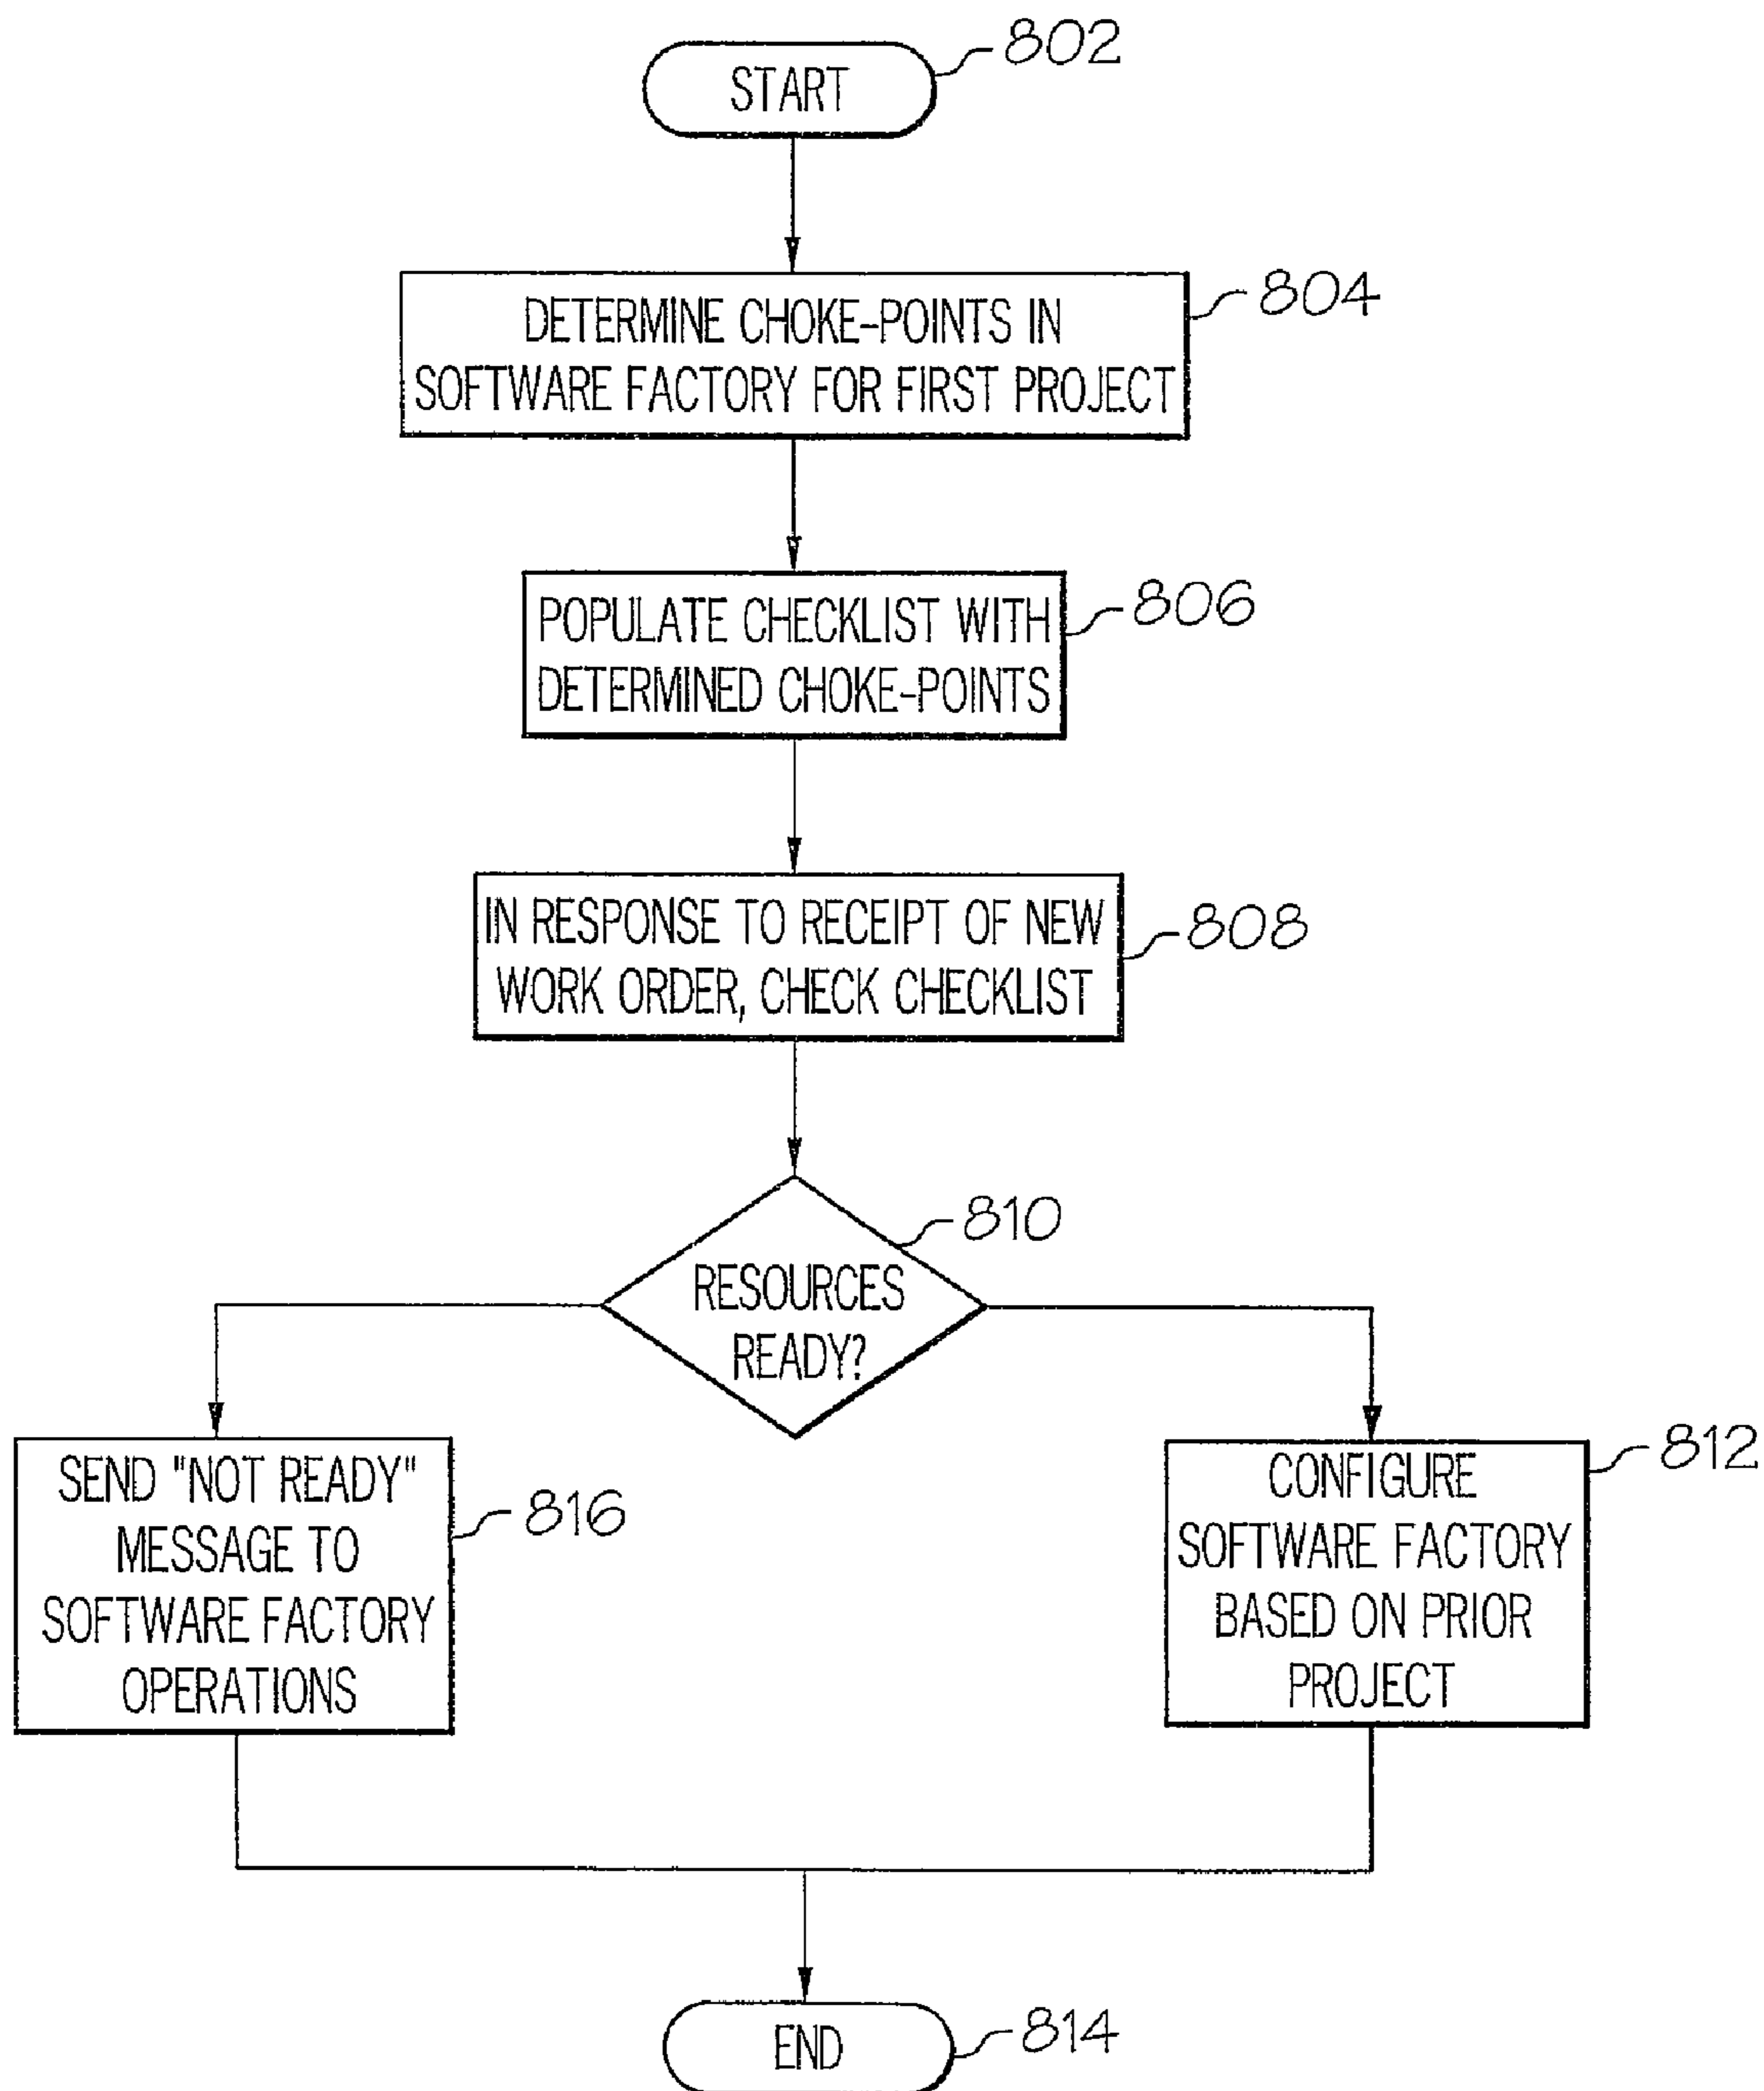 START
802
DETERMINE CHOKE-POINTS IN
SOFTWARE FACTORY FOR FIRST PROJECT
804
POPULATE CHECKLIST WITH
DETERMINED CHOKE-POINTS
806
IN RESPONSE TO RECEIPT OF NEW
WORK ORDER, CHECK CHECKLIST
808
RESOURCES
READY?
810
SEND "NOT READY"
MESSAGE TO
SOFTWARE FACTORY
OPERATIONS
816
CONFIGURE
SOFTWARE FACTORY
BASED ON PRIOR
PROJECT
812
END
814